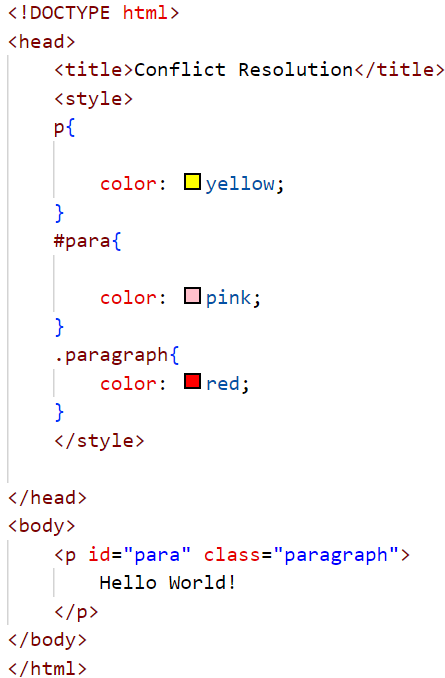 <!DOCTYPE html>
<head>
<title>Conflict Resolution</title>
<style>
p{
color: yellow;
}
#para{
color: pink;
}
.paragraph{
color: red;
}
</style>
</head>
<body>
<p id="para" class="paragraph">
Hello World!
</p>
</body>
</html>